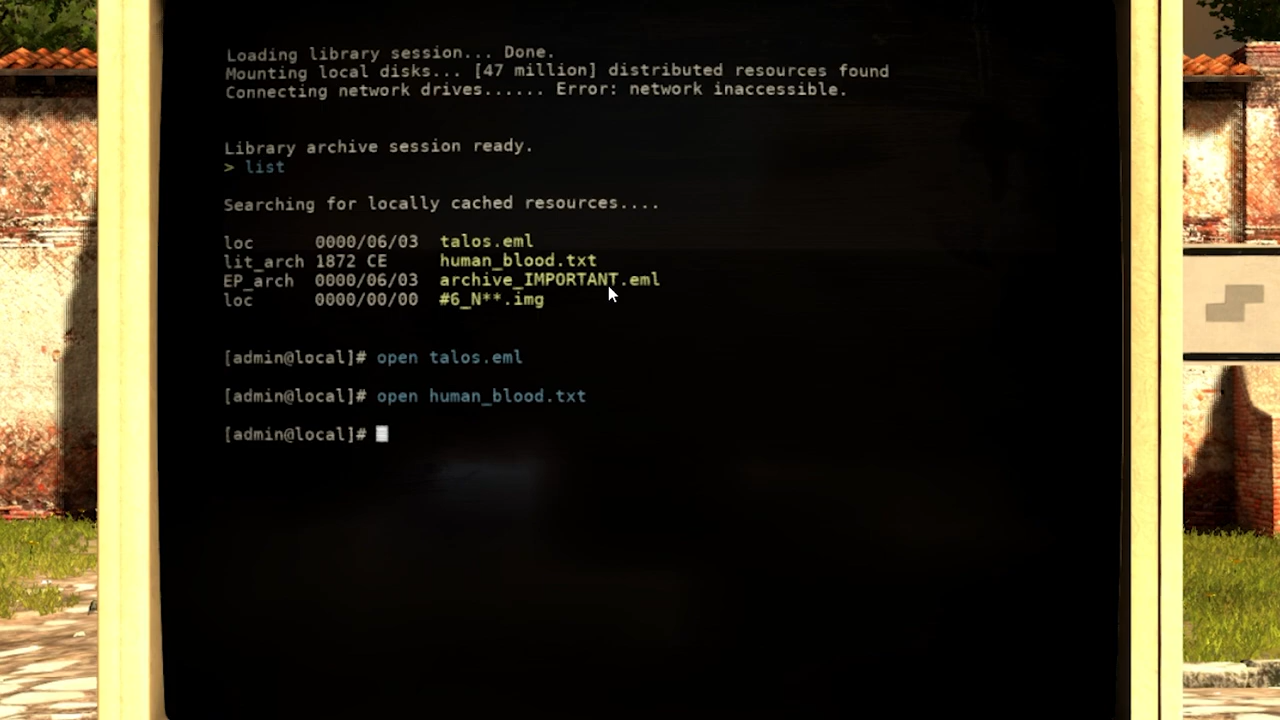 Loading library session... Done.
Mounting local disks... [47 million] distributed resources found
Connecting network drives...... Error: network inaccessible.
Library archive session ready.
> list
Searching for locally cached resources....
loc 0000/06/03 talos.eml
lit_arch 1872 CE human_blood.txt
EP_arch 0000/06/03 archive_IMPORTANT.eml
loc 0000/00/00 #6_N**.img
[admin@local]# open talos.eml
[admin@local]# open human_blood.txt
[admin@local]#